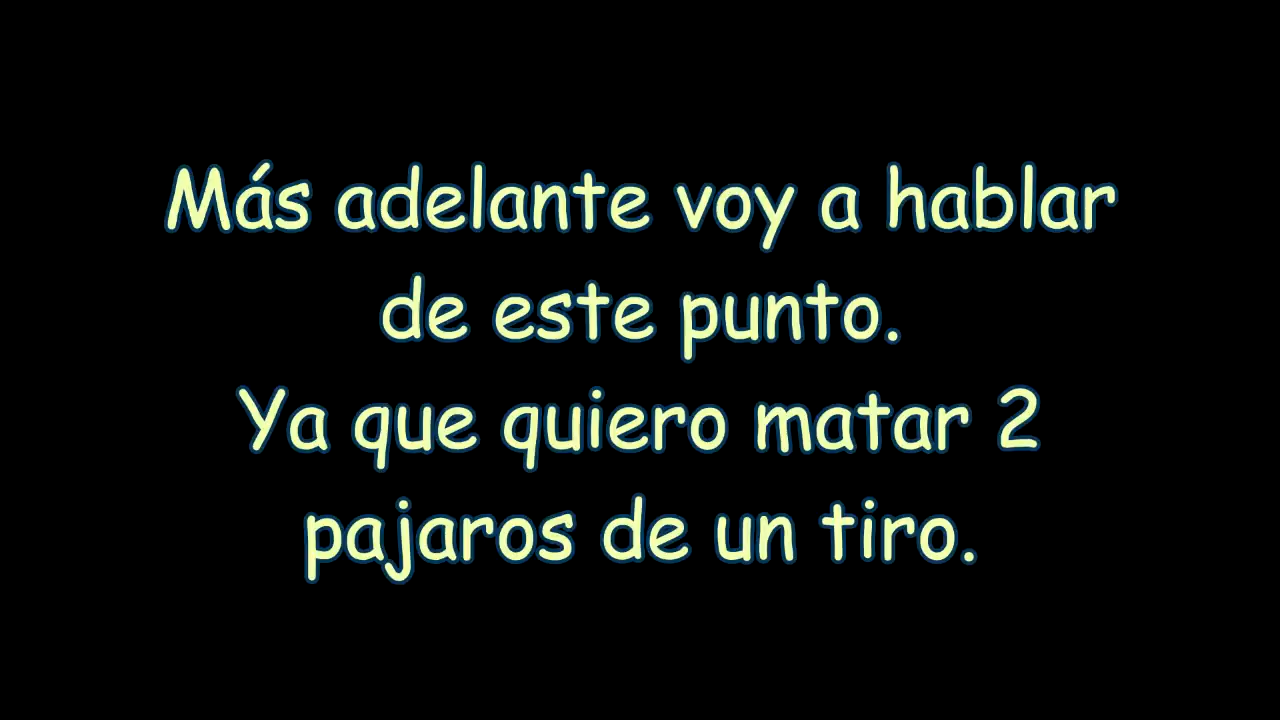 Más adelante voy a hablar
de este punto.
Ya que quiero matar 2
pajaros de un tiro.